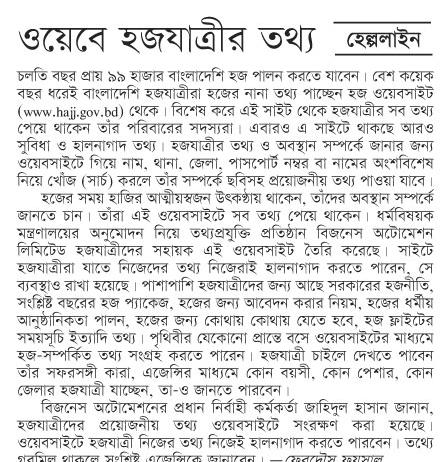 ওয়েবে হজযাত্রীর তথ্য
হেল্পলাইন
চলতি বছর প্রায় ৯৯ হাজার বাংলাদেশি হজ পালন করতে যাবেন। বেশ কয়েক
বছর ধরেই বাংলাদেশি হজযাত্রীরা হজের নানা তথ্য পাচ্ছেন হজ ওয়েবসাইট
(www.hajj.gov.bd) থেকে। বিশেষ করে এই সাইট থেকে হজযাত্রীর সব তথ্য
পেয়ে থাকেন তাঁর পরিবারের সদস্যরা। এবারও এ সাইটে থাকছে আরও
সুবিধা ও হালনাগাদ তথ্য। হজযাত্রীর তথ্য ও অবস্থান সম্পর্কে জানার জন্য
ওয়েবসাইটে গিয়ে নাম, থানা, জেলা, পাসপোর্ট নম্বর বা নামের অংশবিশেষ
নিয়ে খোঁজ (সার্চ) করলে তাঁর সম্পর্কে ছবিসহ প্রয়োজনীয় তথ্য পাওয়া যাবে।
হজের সময় হাজির আত্মীয়স্বজন উৎকণ্ঠায় থাকেন, তাঁদের অবস্থান সম্পর্কে
জানতে চান। তাঁরা এই ওয়েবসাইটে সব তথ্য পেয়ে থাকেন। ধর্মবিষয়ক
মন্ত্রণালয়ের অনুমোদন নিয়ে তথ্যপ্রযুক্তি প্রতিষ্ঠান বিজনেস অটোমেশন
লিমিটেড হজযাত্রীদের সহায়ক এই ওয়েবসাইট তৈরি করেছে। সাইটে
হজযাত্রীরা যাতে নিজেদের তথ্য নিজেরাই হালনাগাদ করতে পারেন, সে
ব্যবস্থাও রাখা হয়েছে। পাশাপাশি হজযাত্রীদের জন্য আছে সরকারের হজনীতি,
সংশ্লিষ্ট বছরের হজ প্যাকেজ, হজের জন্য আবেদন করার নিয়ম, হজের ধর্মীয়
আনুষ্ঠানিকতা পালন, হজের জন্য কোথায় কোথায় যেতে হবে, হজ ফ্লাইটের
সময়সূচি ইত্যাদি তথ্য। পৃথিবীর যেকোনো প্রান্তে বসে ওয়েবসাইটের মাধ্যমে
হজ-সম্পর্কিত তথ্য সংগ্রহ করতে পারেন। হজযাত্রী চাইলে দেখতে পাবেন
তাঁর সফরসঙ্গী কারা, এজেন্সির মাধ্যমে কোন বয়সী, কোন পেশার, কোন
জেলার হজযাত্রী যাচ্ছেন, তা-ও জানতে পারবেন।
বিজনেস অটোমেশনের প্রধান নির্বাহী কর্মকর্তা জাহিদুল হাসান জানান,
হজযাত্রীদের প্রয়োজনীয় তথ্য ওয়েবসাইটে সংরক্ষণ করা হয়েছে।
ওয়েবসাইটে হজযাত্রী নিজের তথ্য নিজেই হালনাগাদ করতে পারবেন। তথ্যে
গরমিল থাকলে সংশ্লিষ্ট এজেন্সিকে জানাবেন। —ফেরদৌস ফয়সাল